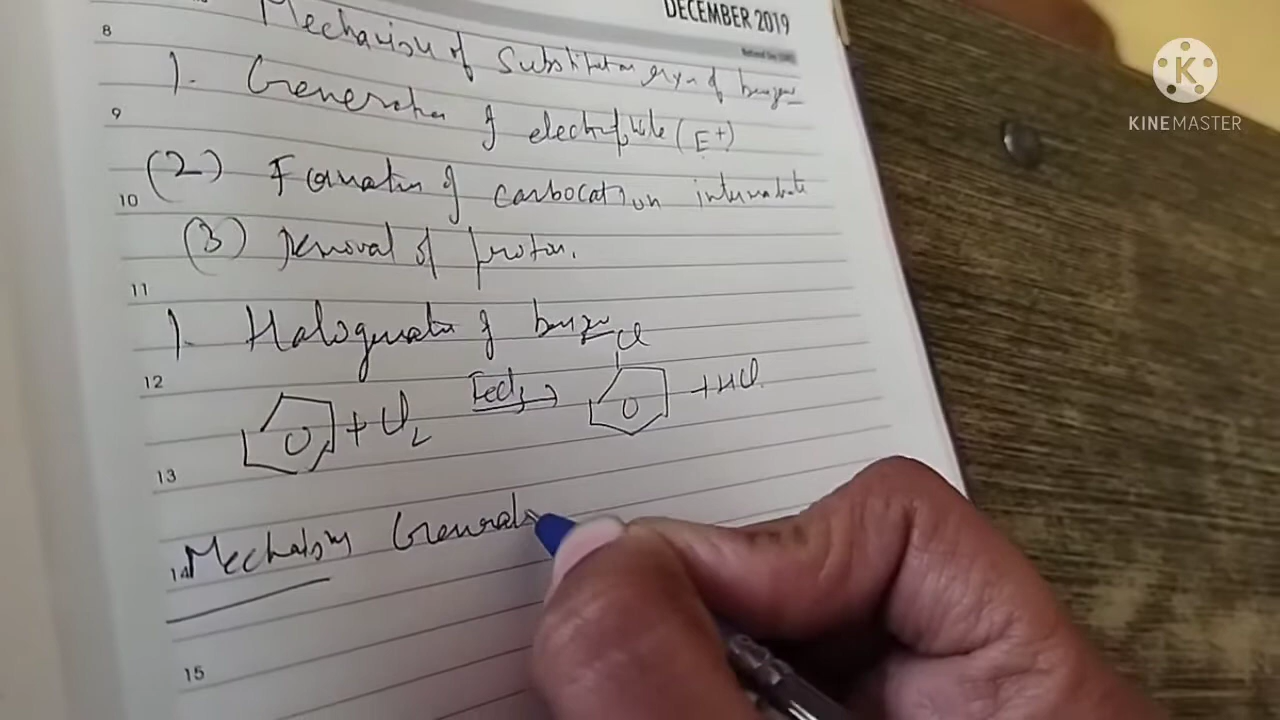 DECEMBER 2019
KINEMASTER
8
Mechanism of Substitution rxn of benzene
1. Generation of electrophile (E+)
9
(2) Formation of carbocation intermediate
10
(3) removal of proton.
11
1. Halogenation of benzene
Cl
12
+ Cl2 FeCl3 → + HCl
13
Mechanism Generat
14
15